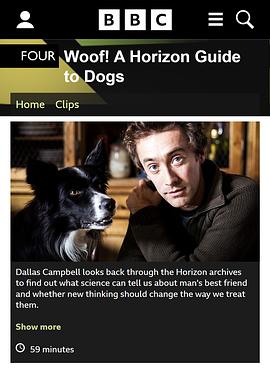 BBC
FOUR Woof! A Horizon Guide
to Dogs
Home Clips
Dallas Campbell looks back through the Horizon archives
to find out what science can tell us about man's best friend
and whether new thinking should change the way we treat
them.
Show more
59 minutes